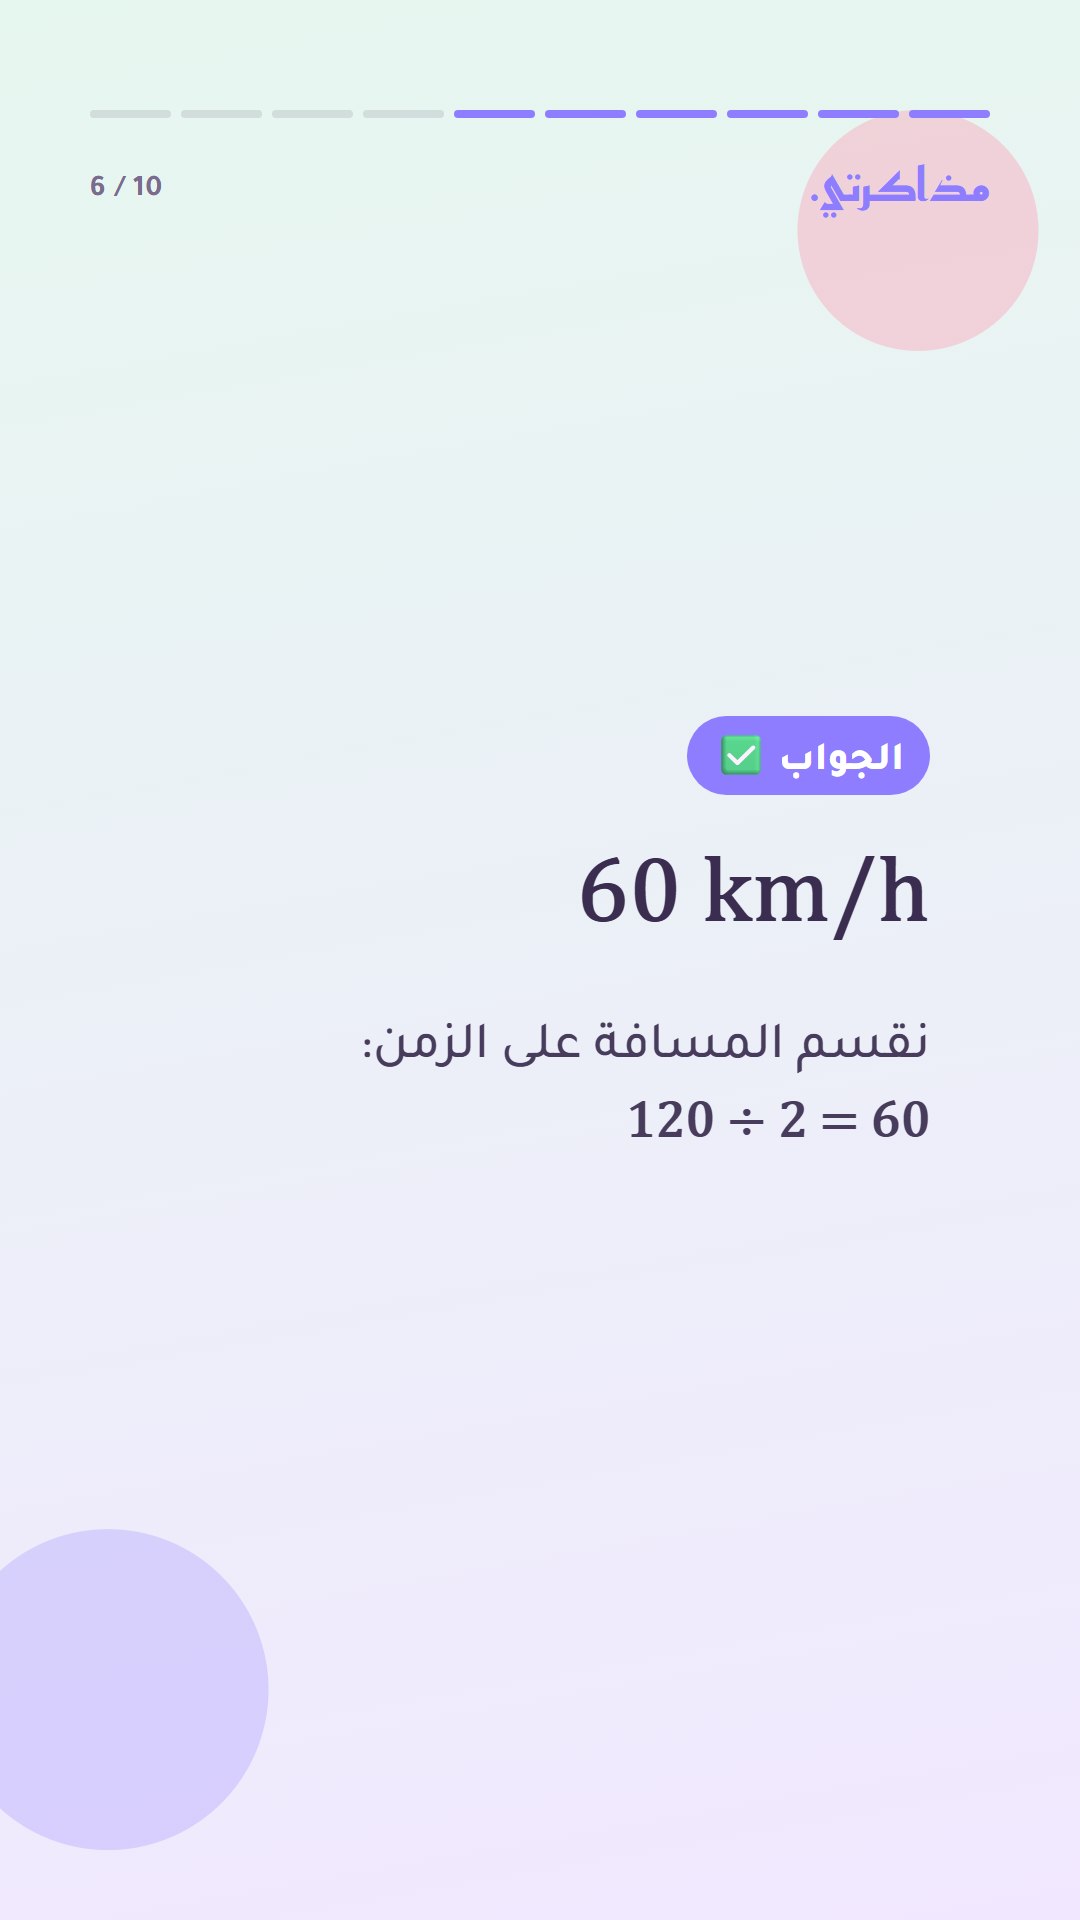 مذاكرتي.
6 / 10
الجواب ✅
60 km/h
نقسم المسافة على الزمن:
120 ÷ 2 = 60